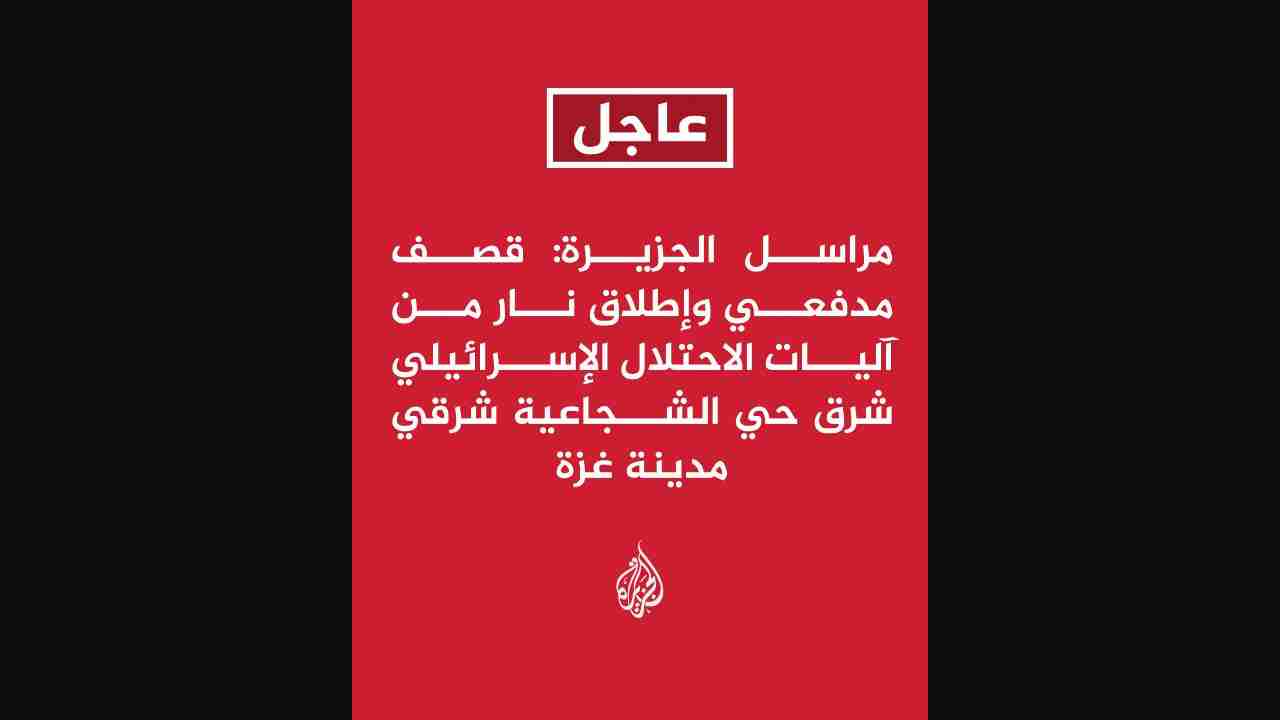 عاجل
مراسل الجزيرة: قصف
مدفعي وإطلاق نار من
آليات الاحتلال الإسرائيلي
شرق حي الشجاعية شرقي
مدينة غزة
الجزيرة